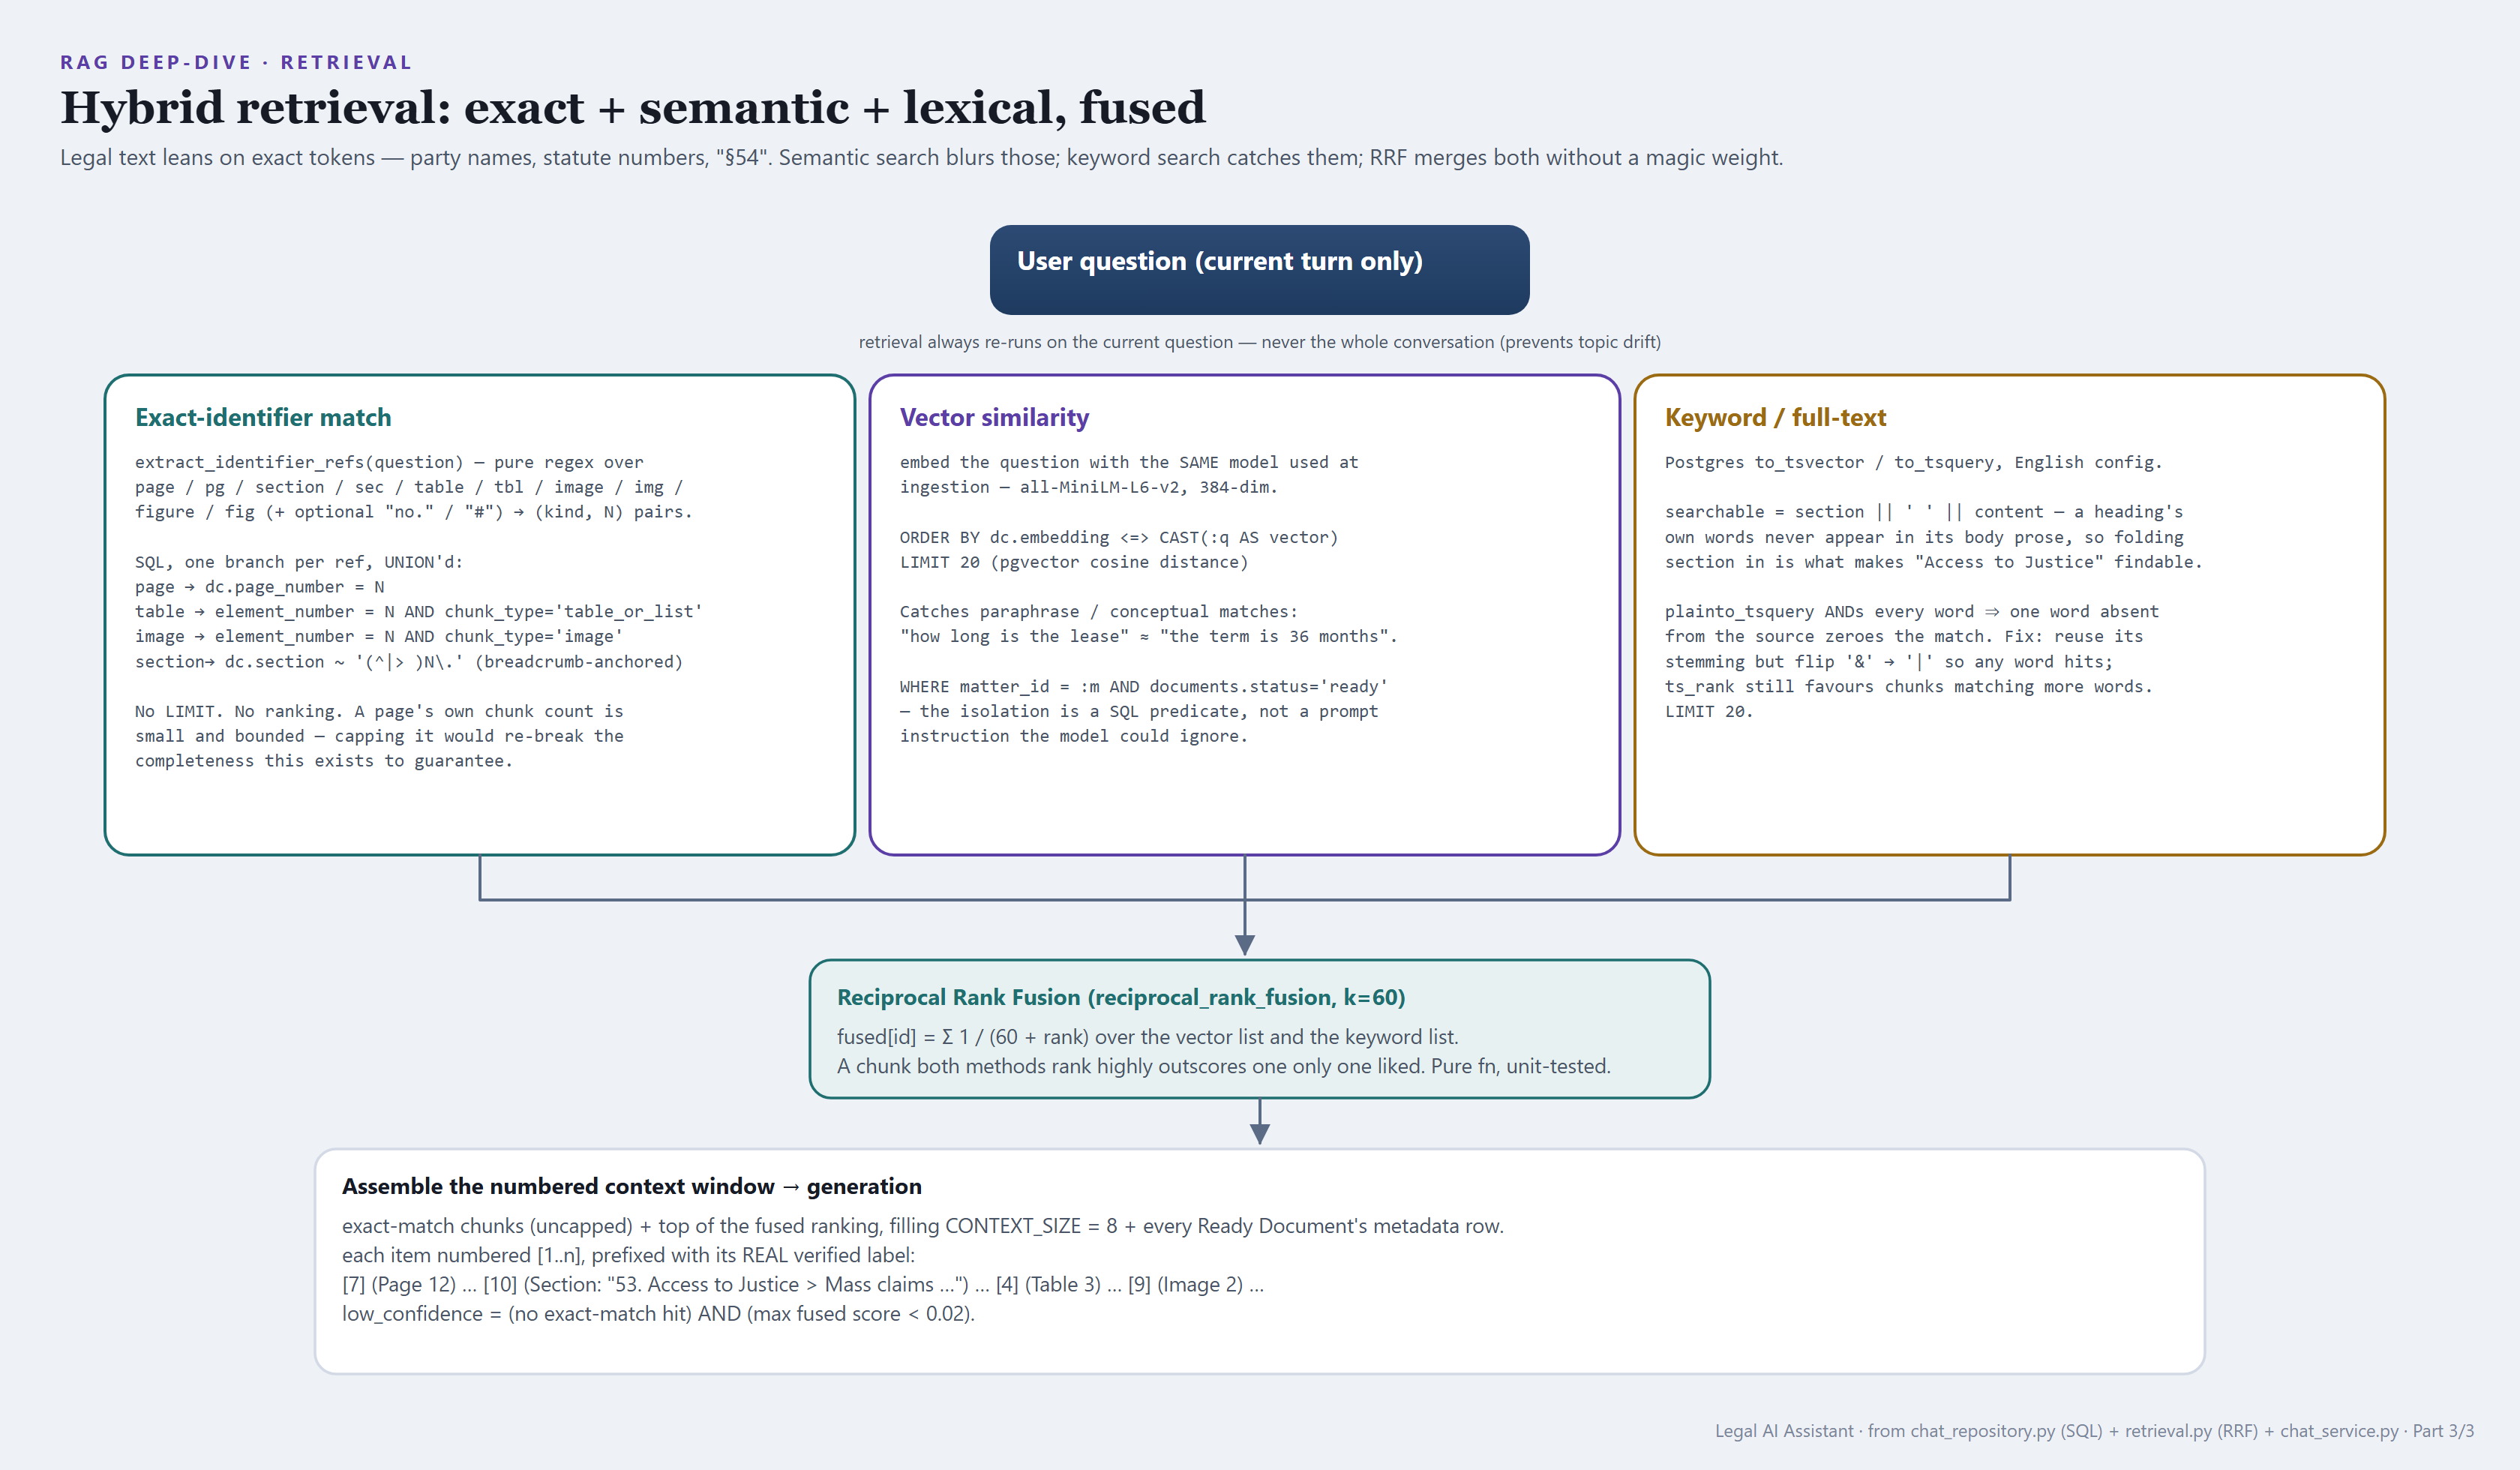 RAG DEEP-DIVE · RETRIEVAL
Hybrid retrieval: exact + semantic + lexical, fused
Legal text leans on exact tokens — party names, statute numbers, "§54". Semantic search blurs those; keyword search catches them; RRF merges both without a magic weight.
User question (current turn only)
retrieval always re-runs on the current question — never the whole conversation (prevents topic drift)
Exact-identifier match
extract_identifier_refs(question) — pure regex over
page / pg / section / sec / table / tbl / image / img /
figure / fig (+ optional "no." / "#") → (kind, N) pairs.
SQL, one branch per ref, UNION'd:
page → dc.page_number = N
table → element_number = N AND chunk_type='table_or_list'
image → element_number = N AND chunk_type='image'
section→ dc.section ~ '(^|> )N\.' (breadcrumb-anchored)
No LIMIT. No ranking. A page's own chunk count is
small and bounded — capping it would re-break the
completeness this exists to guarantee.
Vector similarity
embed the question with the SAME model used at
ingestion — all-MiniLM-L6-v2, 384-dim.
ORDER BY dc.embedding <=> CAST(:q AS vector)
LIMIT 20 (pgvector cosine distance)
Catches paraphrase / conceptual matches:
"how long is the lease" ≈ "the term is 36 months".
WHERE matter_id = :m AND documents.status='ready'
— the isolation is a SQL predicate, not a prompt
instruction the model could ignore.
Keyword / full-text
Postgres to_tsvector / to_tsquery, English config.
searchable = section || ' ' || content — a heading's
own words never appear in its body prose, so folding
section in is what makes "Access to Justice" findable.
plainto_tsquery ANDs every word ⇒ one word absent
from the source zeroes the match. Fix: reuse its
stemming but flip '&' → '|' so any word hits;
ts_rank still favours chunks matching more words.
LIMIT 20.
Reciprocal Rank Fusion (reciprocal_rank_fusion, k=60)
fused[id] = Σ 1 / (60 + rank) over the vector list and the keyword list.
A chunk both methods rank highly outscores one only one liked. Pure fn, unit-tested.
Assemble the numbered context window → generation
exact-match chunks (uncapped) + top of the fused ranking, filling CONTEXT_SIZE = 8 + every Ready Document's metadata row.
each item numbered [1..n], prefixed with its REAL verified label:
[7] (Page 12) ... [10] (Section: "53. Access to Justice > Mass claims ...") ... [4] (Table 3) ... [9] (Image 2) ...
low_confidence = (no exact-match hit) AND (max fused score < 0.02).
Legal AI Assistant · from chat_repository.py (SQL) + retrieval.py (RRF) + chat_service.py · Part 3/3